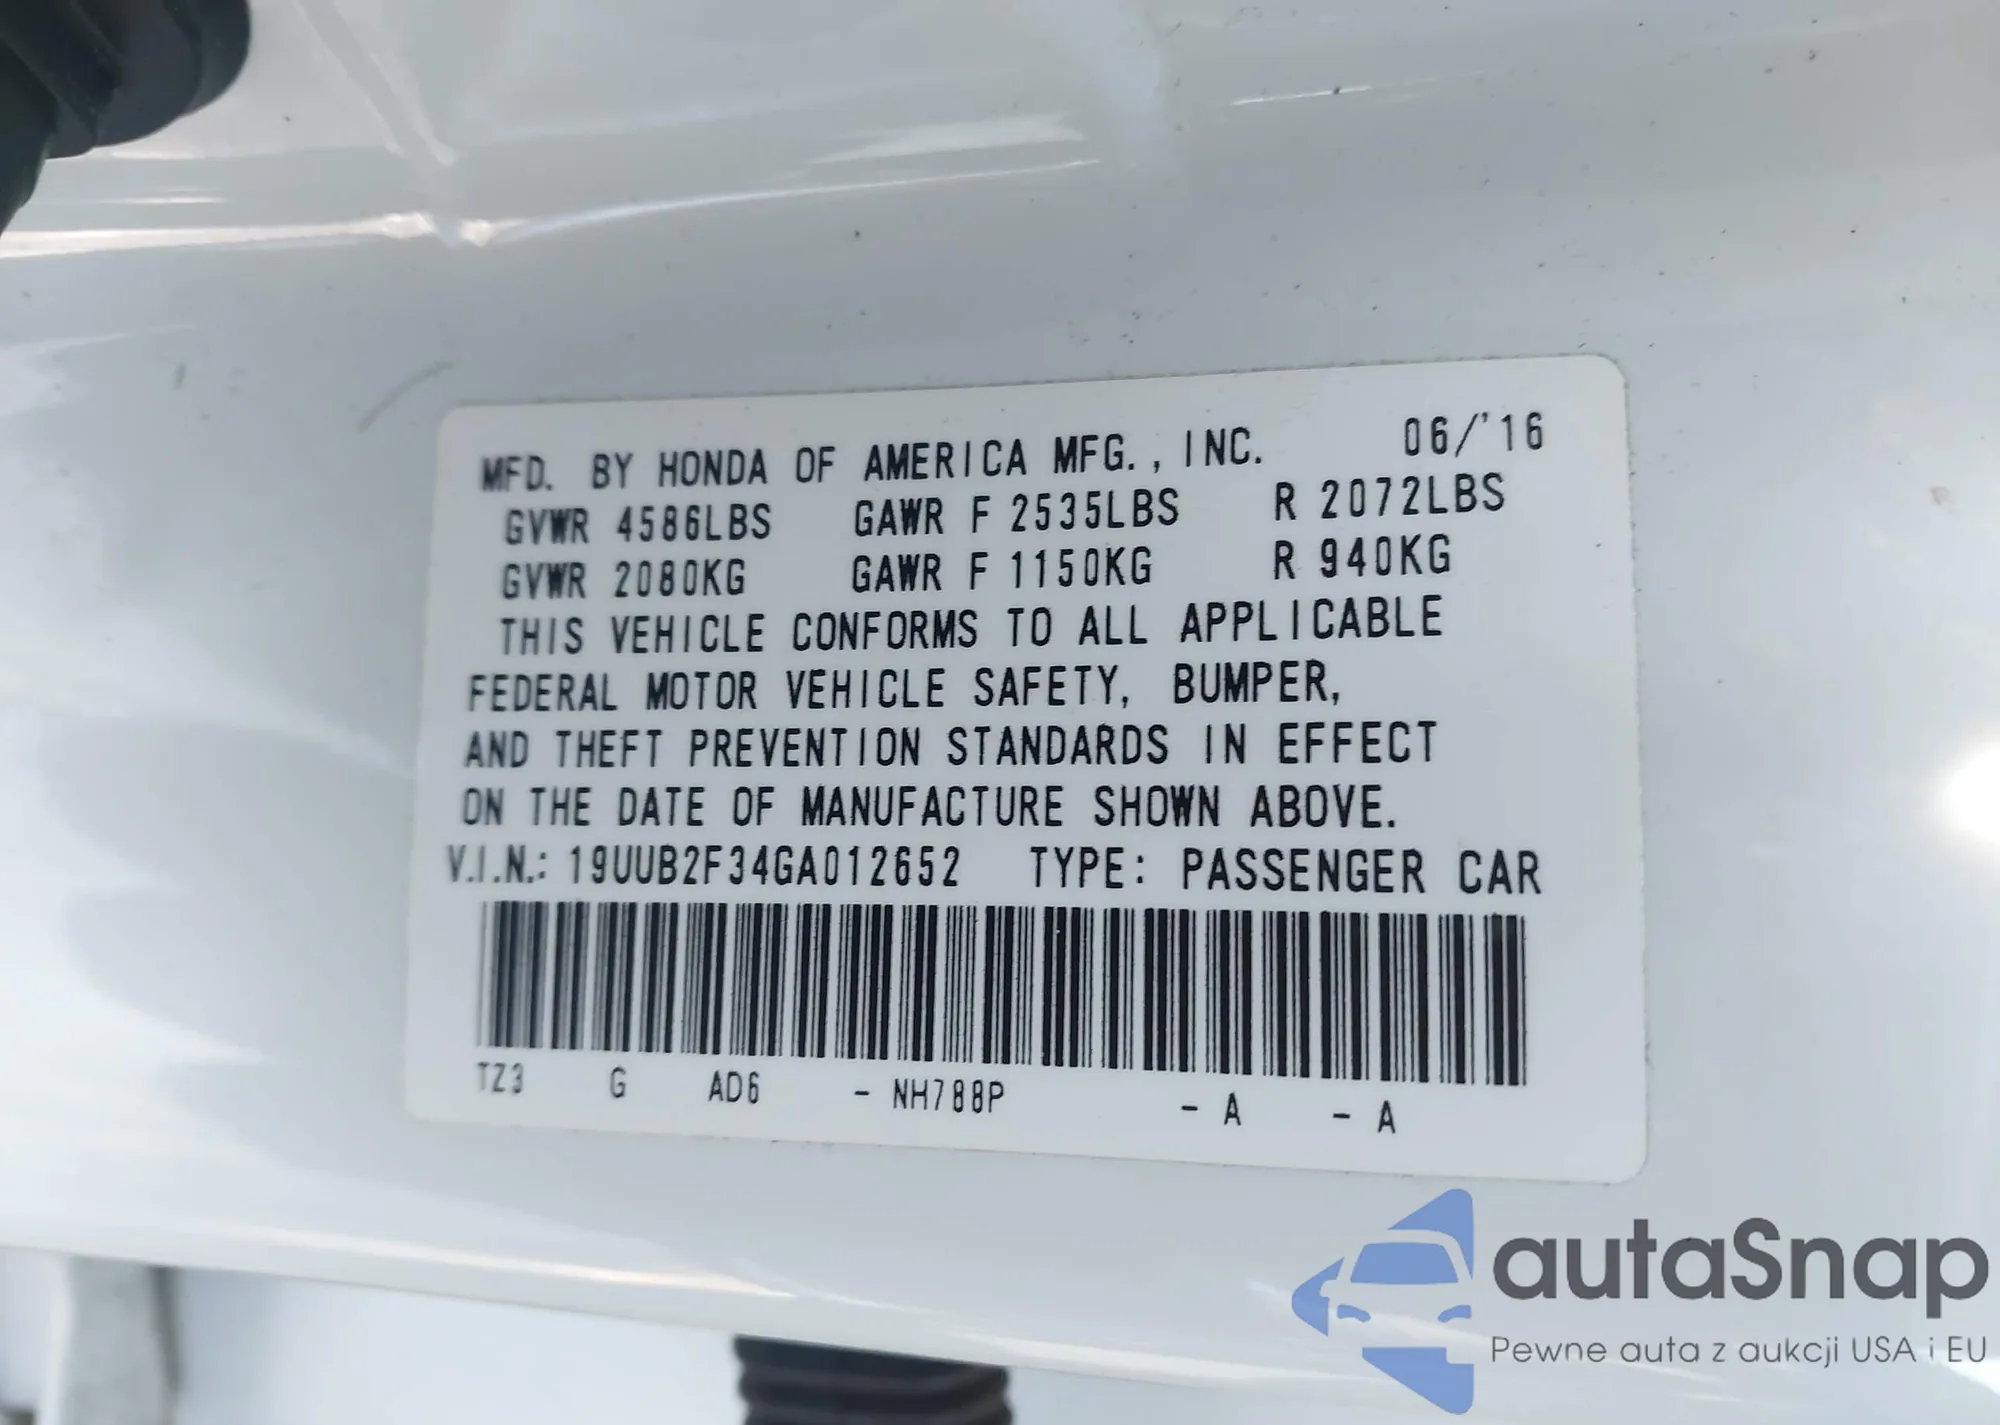 MFD. BY HONDA OF AMERICA MFG., INC. 06/'16
GVWR 4586LBS GAWR F 2535LBS R 2072LBS
GVWR 2080KG GAWR F 1150KG R 940KG
THIS VEHICLE CONFORMS TO ALL APPLICABLE
FEDERAL MOTOR VEHICLE SAFETY, BUMPER,
AND THEFT PREVENTION STANDARDS IN EFFECT
ON THE DATE OF MANUFACTURE SHOWN ABOVE.
V.I.N.: 19UUB2F34GA012652 TYPE: PASSENGER CAR
TZ3 G AD6 - NH788P - A - A
autaSnap
Pewne auta z aukcji USA i EU